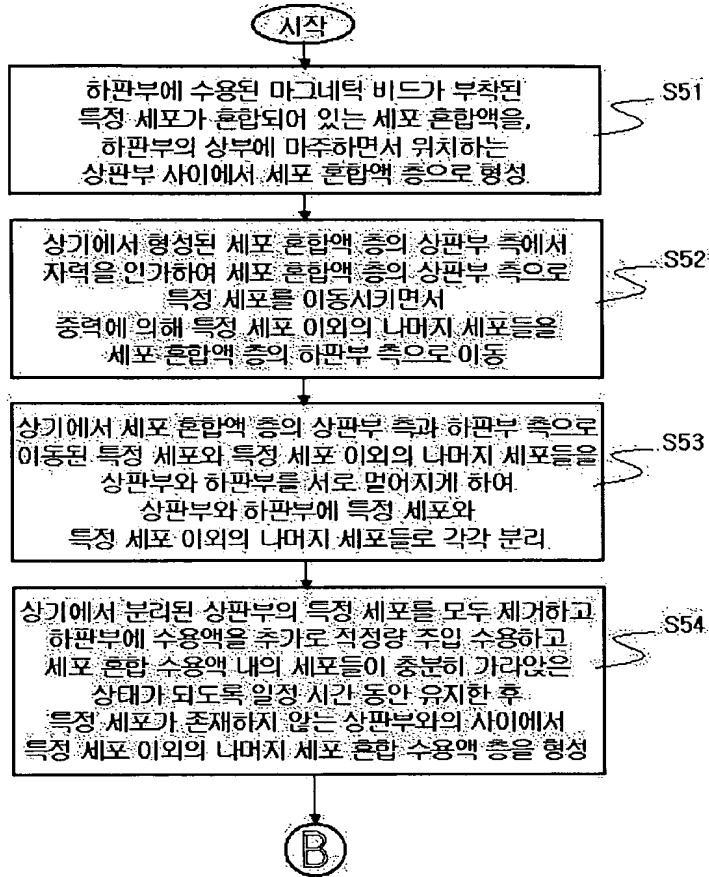 시작
하판부에 수용된 마그네틱 비드가 부착된
특정 세포가 혼합되어 있는 세포 혼합액을,
하판부의 상부에 마주하면서 위치하는
상판부 사이에서 세포 혼합액 층으로 형성
S51
상기에서 형성된 세포 혼합액 층의 상판부 측에서
자력을 인가하여 세포 혼합액 층의 상판부 측으로
특정 세포를 이동시키면서
중력에 의해 특정 세포 이외의 나머지 세포들을
세포 혼합액 층의 하판부 측으로 이동
S52
상기에서 세포 혼합액 층의 상판부 측과 하판부 측으로
이동된 특정 세포와 특정 세포 이외의 나머지 세포들을
상판부와 하판부를 서로 멀어지게 하여
상판부와 하판부에 특정 세포와
특정 세포 이외의 나머지 세포들로 각각 분리
S53
상기에서 분리된 상판부의 특정 세포를 모두 제거하고
하판부에 수용액을 추가로 적정량 주입 수용하고
세포 혼합 수용액 내의 세포들이 충분히 가라앉은
상태가 되도록 일정 시간 동안 유지한 후
특정 세포가 존재하지 않는 상판부와의 사이에서
특정 세포 이외의 나머지 세포 혼합 수용액 층을 형성
S54
B